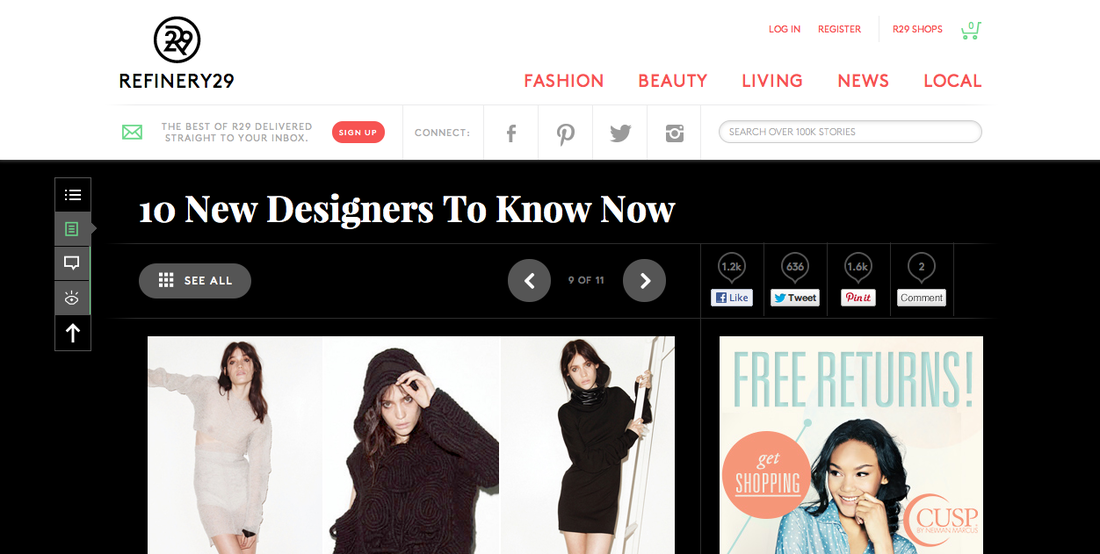 R29
REFINERY29
LOG IN
REGISTER
R29 SHOPS
0
FASHION
BEAUTY
LIVING
NEWS
LOCAL
THE BEST OF R29 DELIVERED
STRAIGHT TO YOUR INBOX.
SIGN UP
CONNECT:
SEARCH OVER 100K STORIES
10 New Designers To Know Now
SEE ALL
9 OF 11
1.2k
636
1.6k
2
Like
Tweet
Pin it
Comment
FREE RETURNS!
get
SHOPPING
CUSP.
BY NEIMAN MARCUS